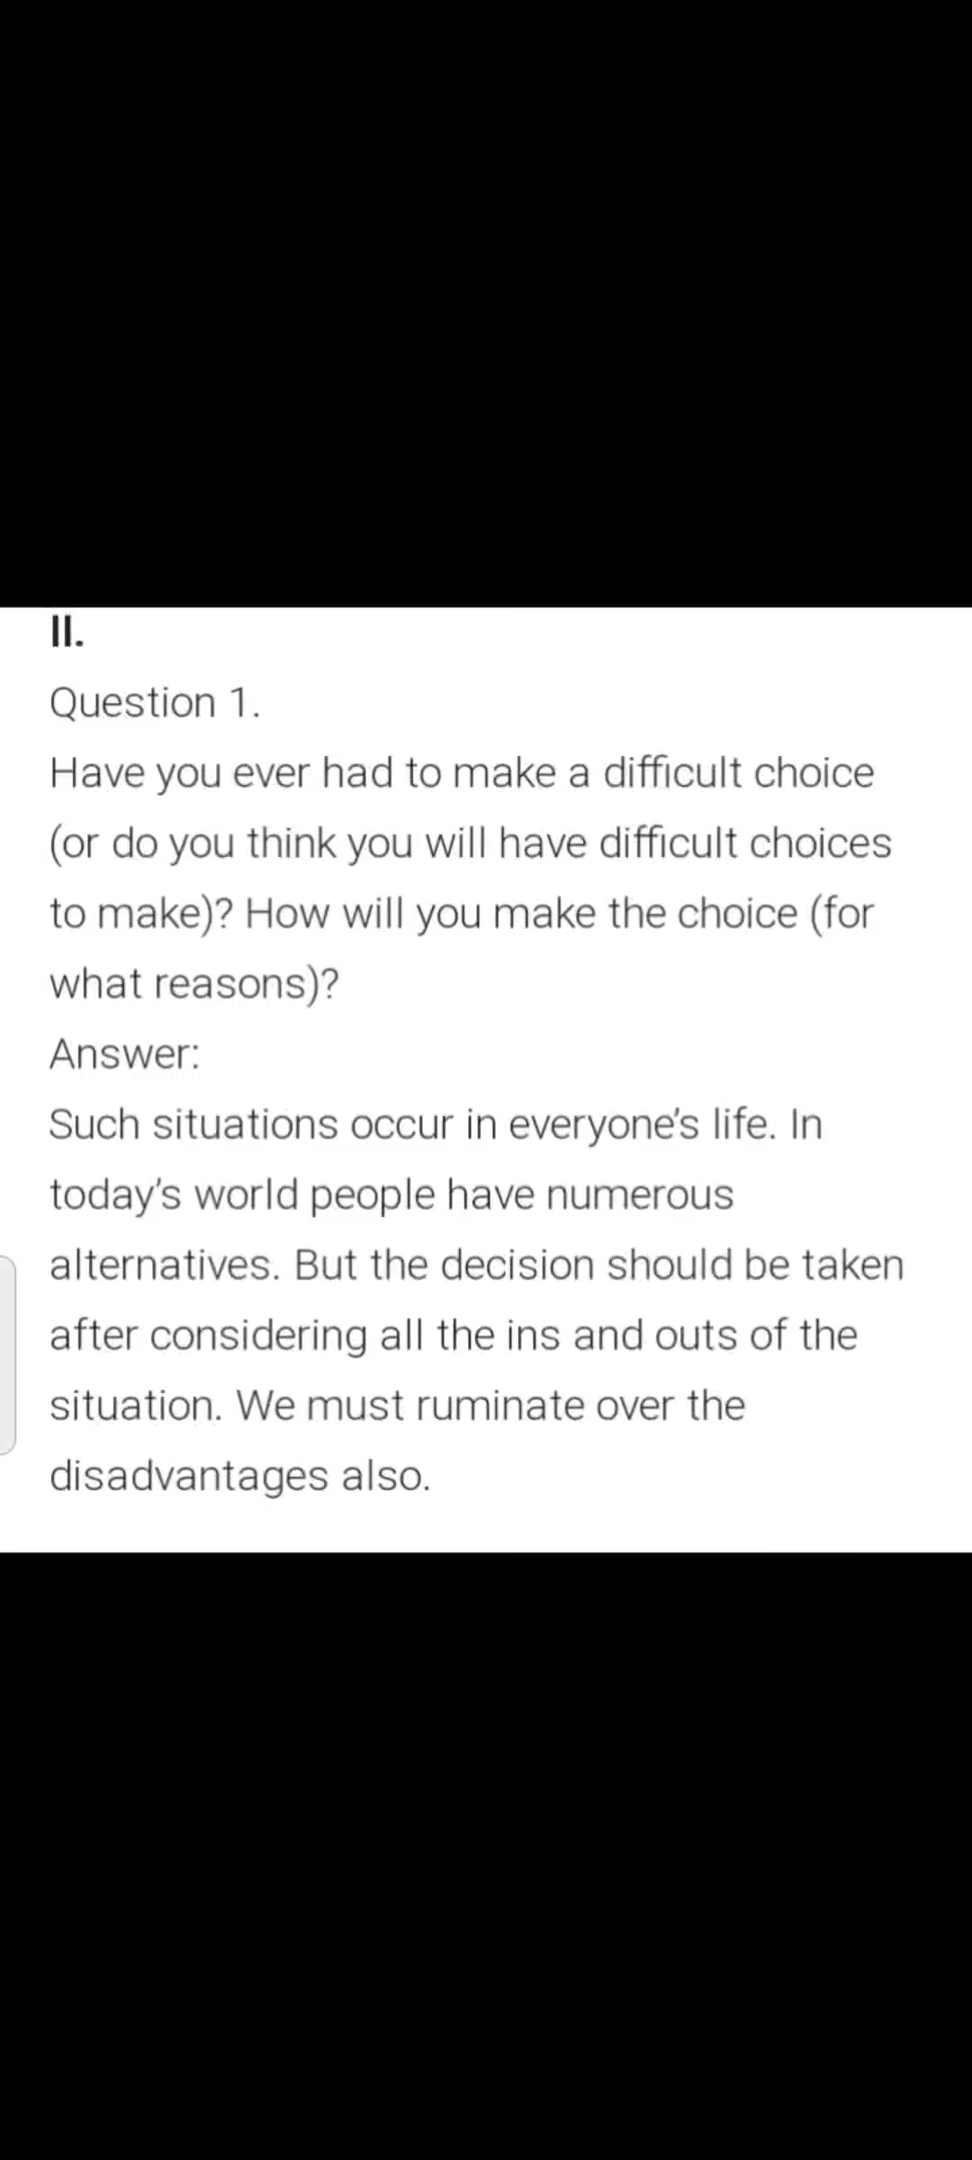 II.
Question 1.
Have you ever had to make a difficult choice
(or do you think you will have difficult choices
to make)? How will you make the choice (for
what reasons)?
Answer:
Such situations occur in everyone's life. In
today's world people have numerous
alternatives. But the decision should be taken
after considering all the ins and outs of the
situation. We must ruminate over the
disadvantages also.